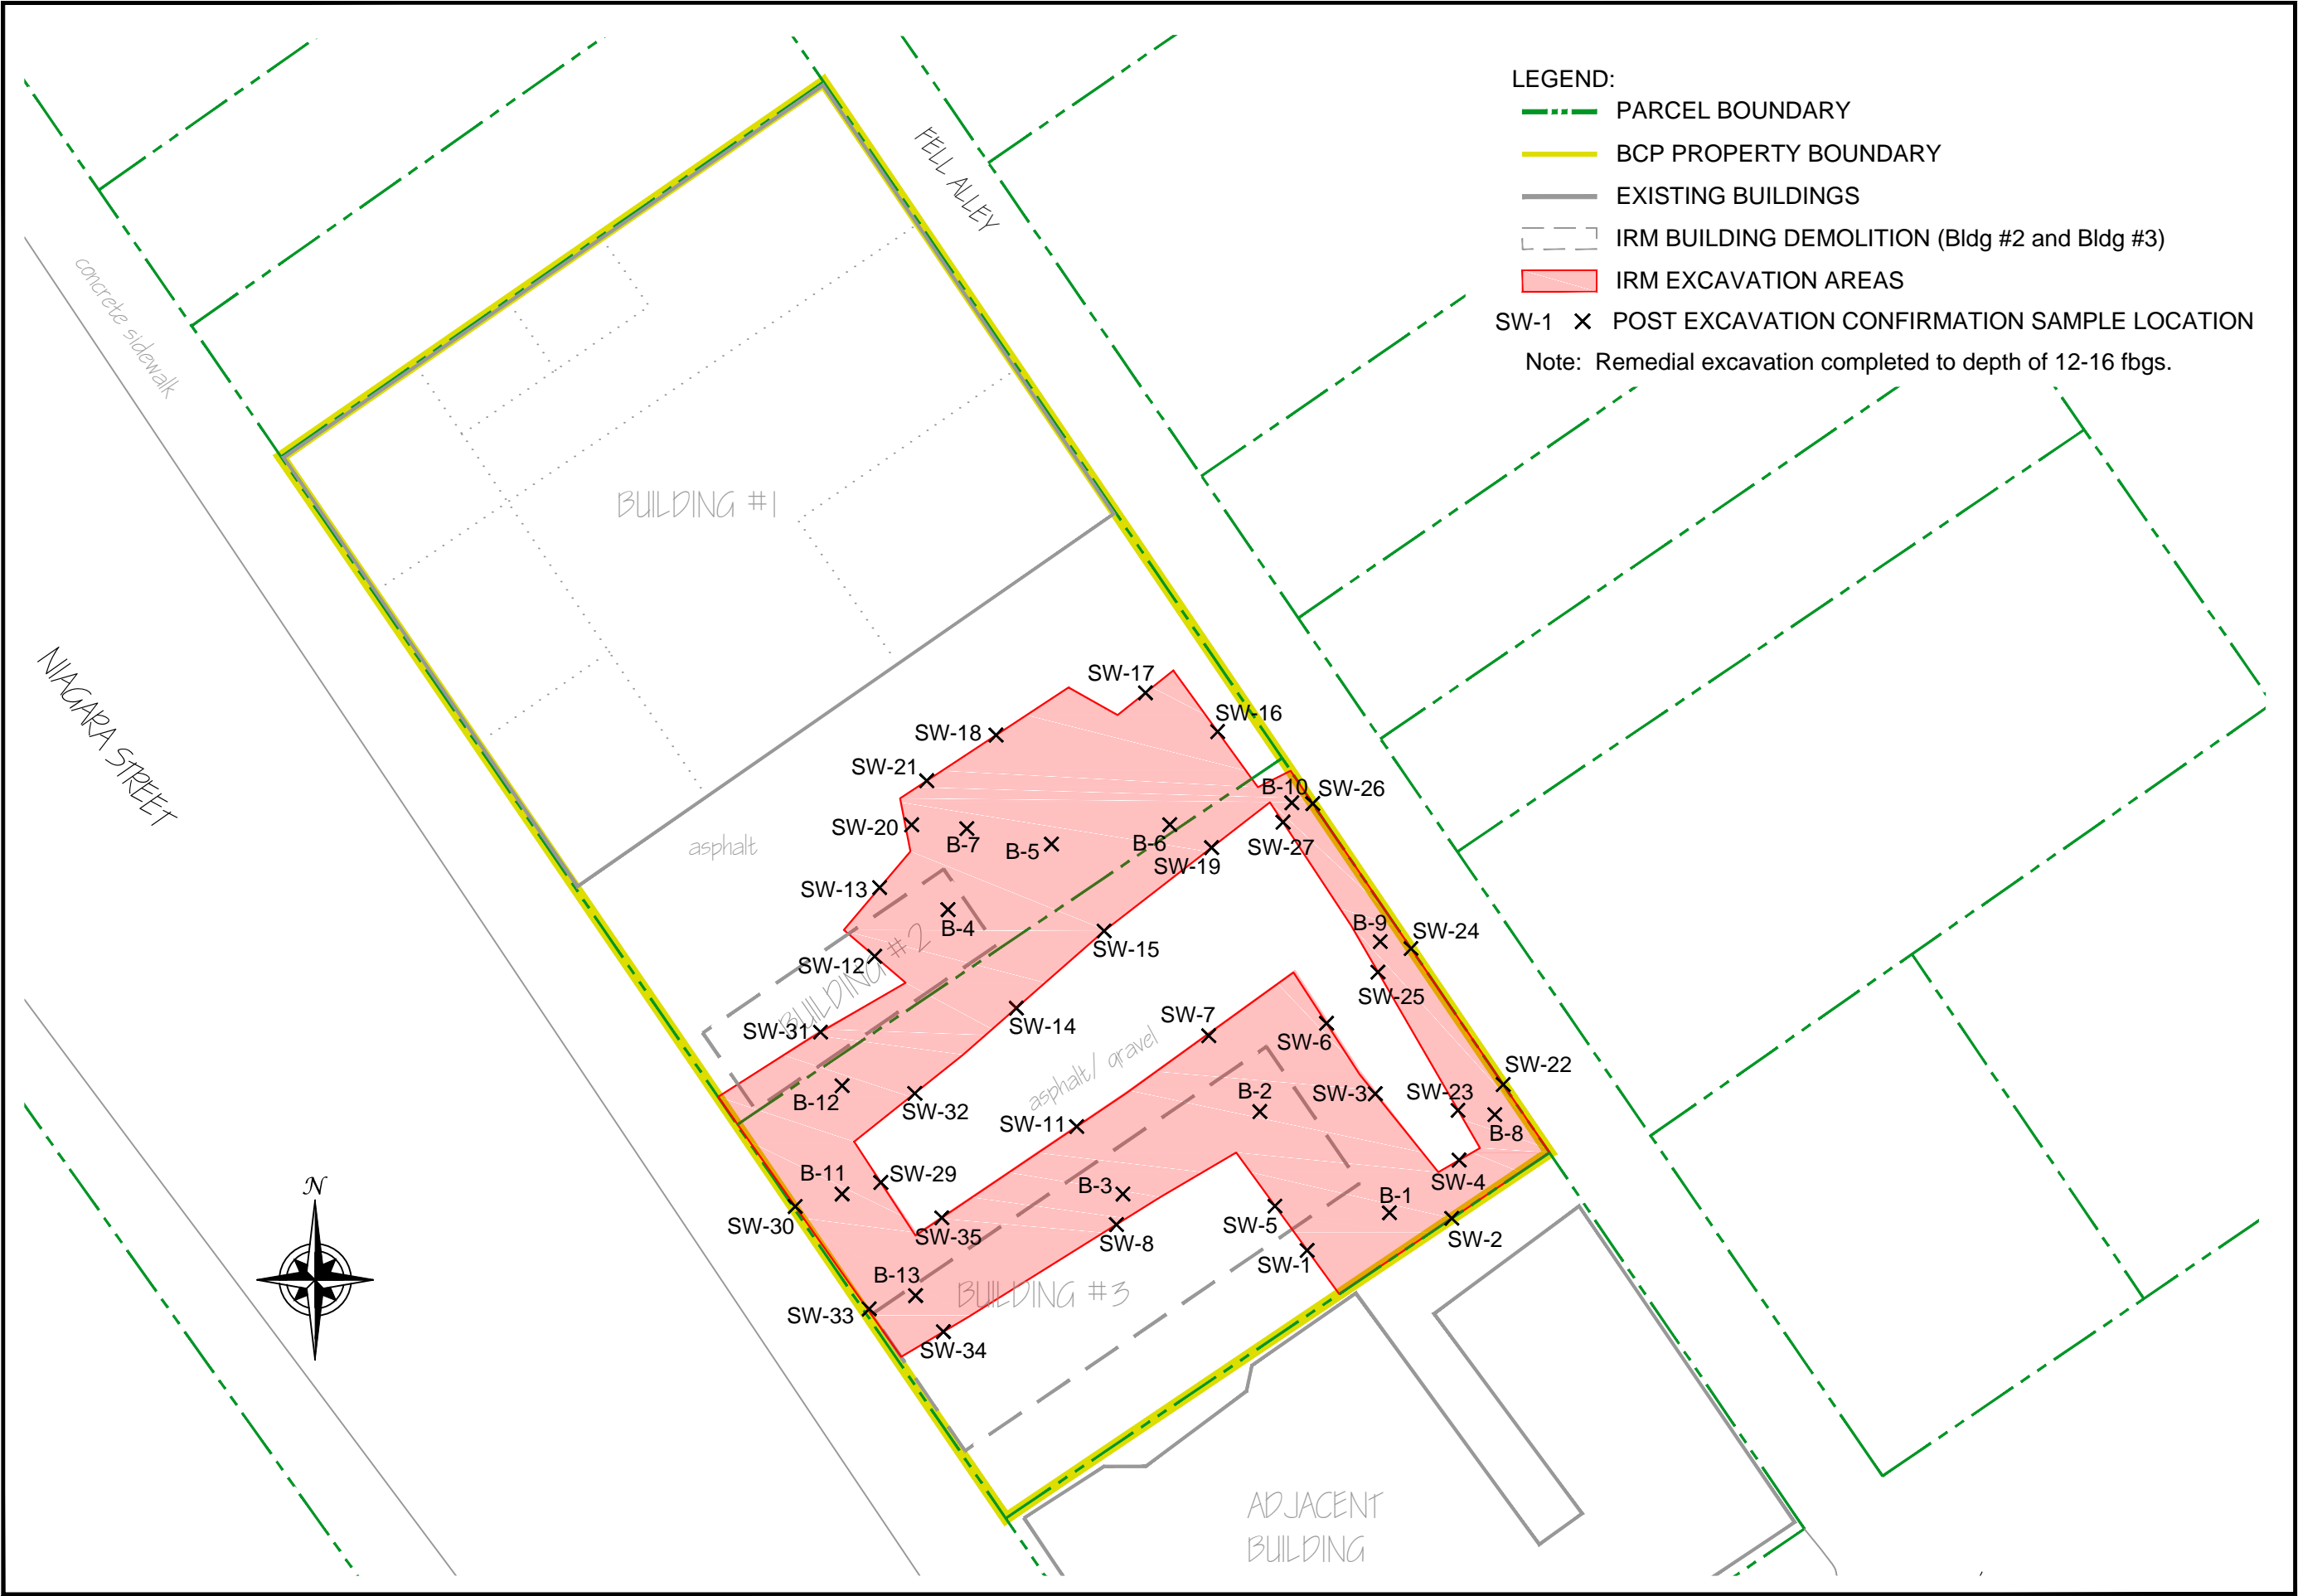 LEGEND:
PARCEL BOUNDARY
BCP PROPERTY BOUNDARY
EXISTING BUILDINGS
IRM BUILDING DEMOLITION (Bldg #2 and Bldg #3)
IRM EXCAVATION AREAS
SW-1 POST EXCAVATION CONFIRMATION SAMPLE LOCATION
Note: Remedial excavation completed to depth of 12-16 fbgs.
FELL ALLEY
concrete sidewalk
BUILDING #1
NIAGARA STREET
SW-17
SW-16
SW-18
SW-21
B-10
SW-26
SW-20
B-7
B-5
B-6
SW-27
SW-19
asphalt
SW-13
B-4
B-9
SW-24
SW-15
SW-12
BUILDING #2
SW-25
SW-7
SW-14
SW-31
SW-6
asphalt/ gravel
SW-22
B-2
SW-3
SW-23
B-12
SW-32
SW-11
B-8
B-11
SW-29
B-3
SW-4
B-1
SW-30
SW-35
SW-8
SW-5
SW-2
SW-1
B-13
BUILDING #3
SW-33
SW-34
N
ADJACENT
BUILDING